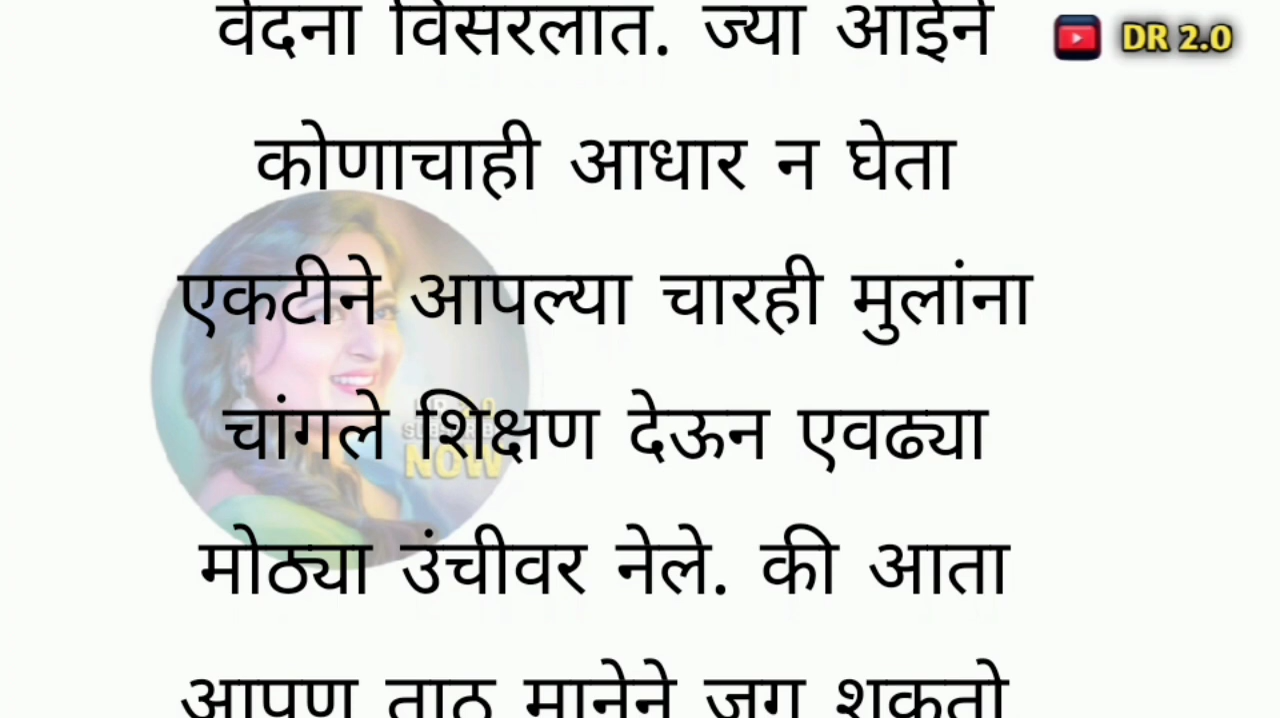 वेदना विसरलात. ज्या आईने
DR 2.0
कोणाचाही आधार न घेता
एकटीने आपल्या चारही मुलांना
चांगले शिक्षण देऊन एवढ्या
NOW
मोठ्या उंचीवर नेले. की आता
आपण ताठ मानेने जगू शकतो